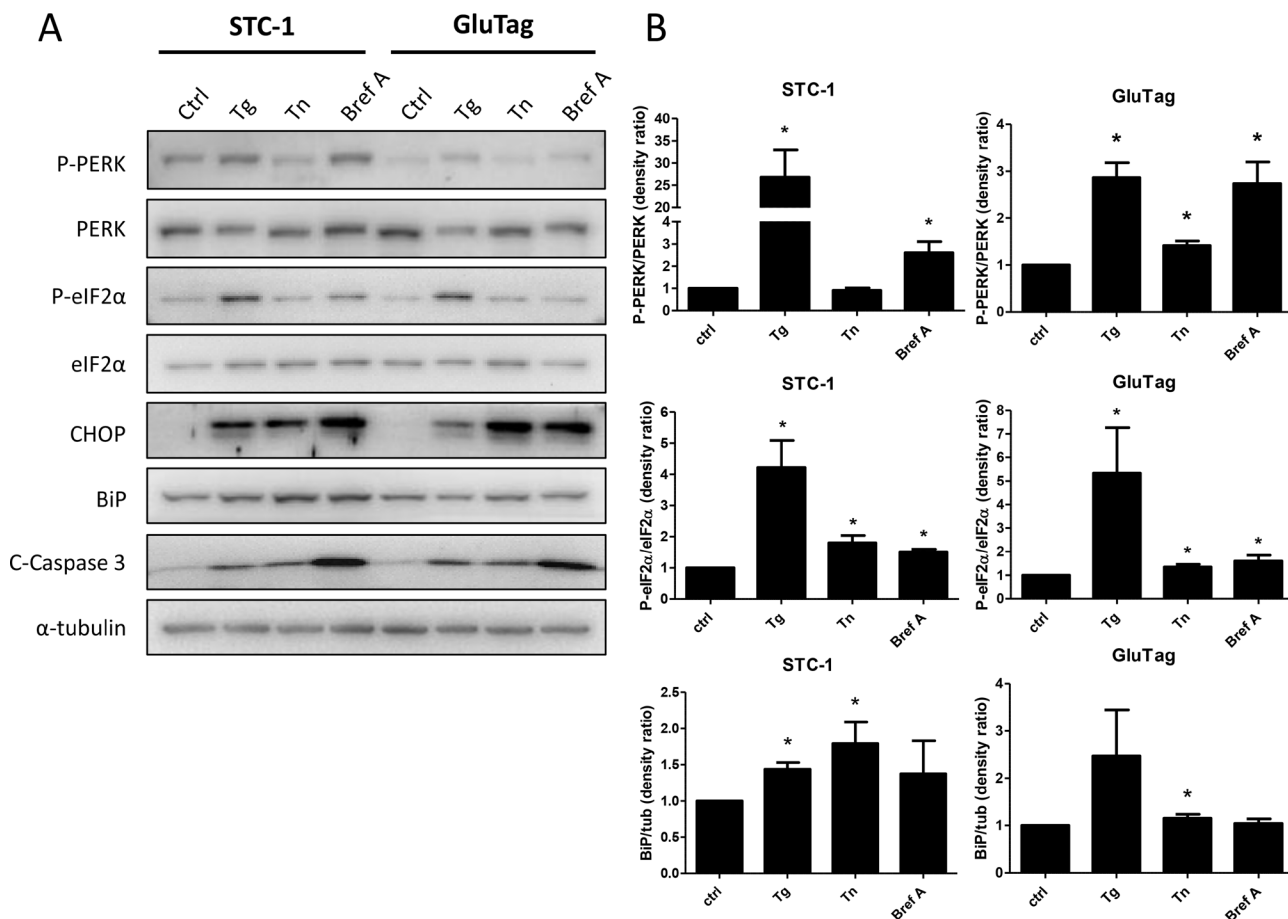 A
STC-1 GluTag
Ctrl Tg Tn Bref A Ctrl Tg Tn Bref A
P-PERK
PERK
P-eIF2α
eIF2α
CHOP
BiP
C-Caspase 3
α-tubulin
B
STC-1
P-PERK/PERK (density ratio)
30
25
20
35
40
4
3
2
1
0
ctrl Tg Tn Bref A
*
*
GluTag
P-PERK/PERK (density ratio)
4
3
2
1
0
ctrl Tg Tn Bref A
*
*
*
STC-1
P-eIF2α/eIF2α (density ratio)
6
5
4
3
2
1
0
ctrl Tg Tn Bref A
*
*
*
GluTag
P-eIF2α/eIF2α (density ratio)
8
7
6
5
4
3
2
1
0
ctrl Tg Tn Bref A
*
*
*
STC-1
BiP/tub (density ratio)
2.5
2.0
1.5
1.0
0.5
0.0
ctrl Tg Tn Bref A
*
*
GluTag
BiP/tub (density ratio)
4
3
2
1
0
ctrl Tg Tn Bref A
*